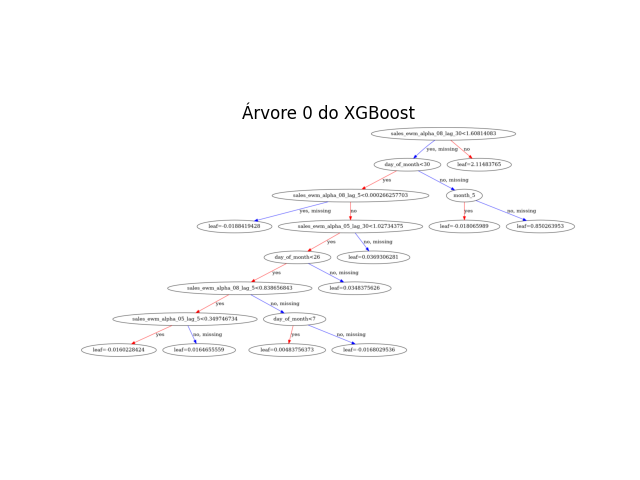 Árvore 0 do XGBoost
sales_ewm_alpha_08_lag_30<1.60814083
yes, missing
no
day_of_month<30
leaf=2.11483765
yes
no, missing
sales_ewm_alpha_08_lag_5<0.000266257703
month_5
yes, missing
no
yes
no, missing
leaf=-0.0188419428
sales_ewm_alpha_05_lag_30<1.02734375
leaf=-0.018065989
leaf=0.850263953
yes
no, missing
day_of_month<26
leaf=0.0369306281
yes
no, missing
sales_ewm_alpha_08_lag_5<0.838656843
leaf=0.0348375626
yes
no, missing
sales_ewm_alpha_05_lag_5<0.349746734
day_of_month<7
yes
no, missing
yes
no, missing
leaf=-0.0160228424
leaf=0.0164655559
leaf=0.00483756373
leaf=-0.0168029536